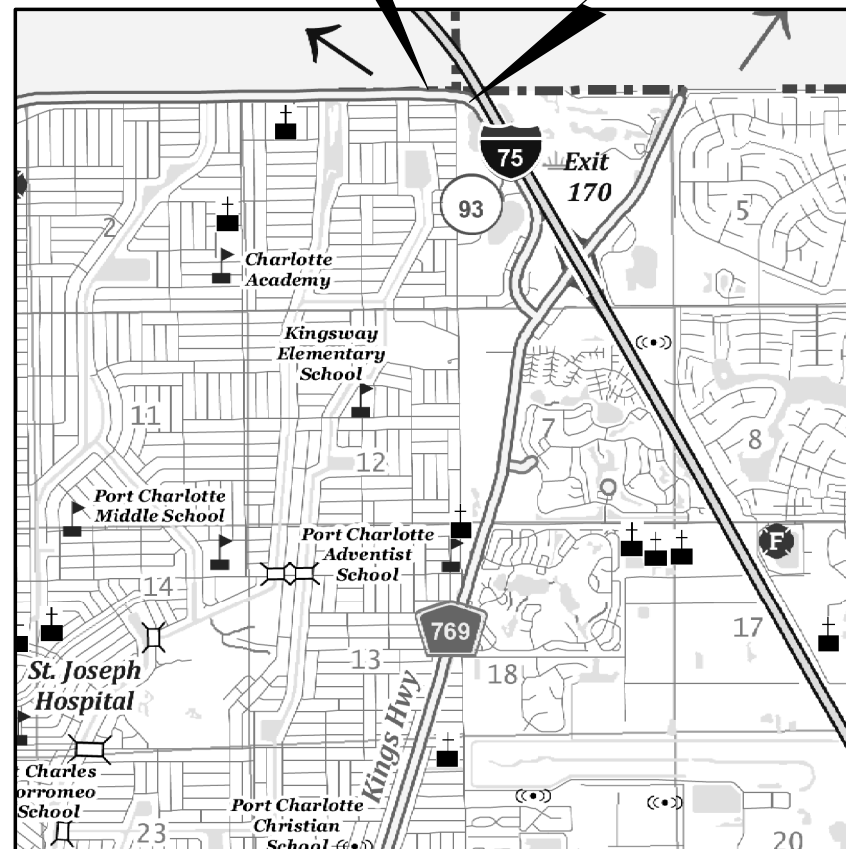 75
Exit
170
93
5
2
Charlotte
Academy
Kingsway
Elementary
School
11
7
8
12
Port Charlotte
Middle School
Port Charlotte
Adventist
School
F
14
769
17
13
18
St. Joseph
Hospital
Kings Hwy
t Charles
orromeo
School
Port Charlotte
Christian
School
23
20